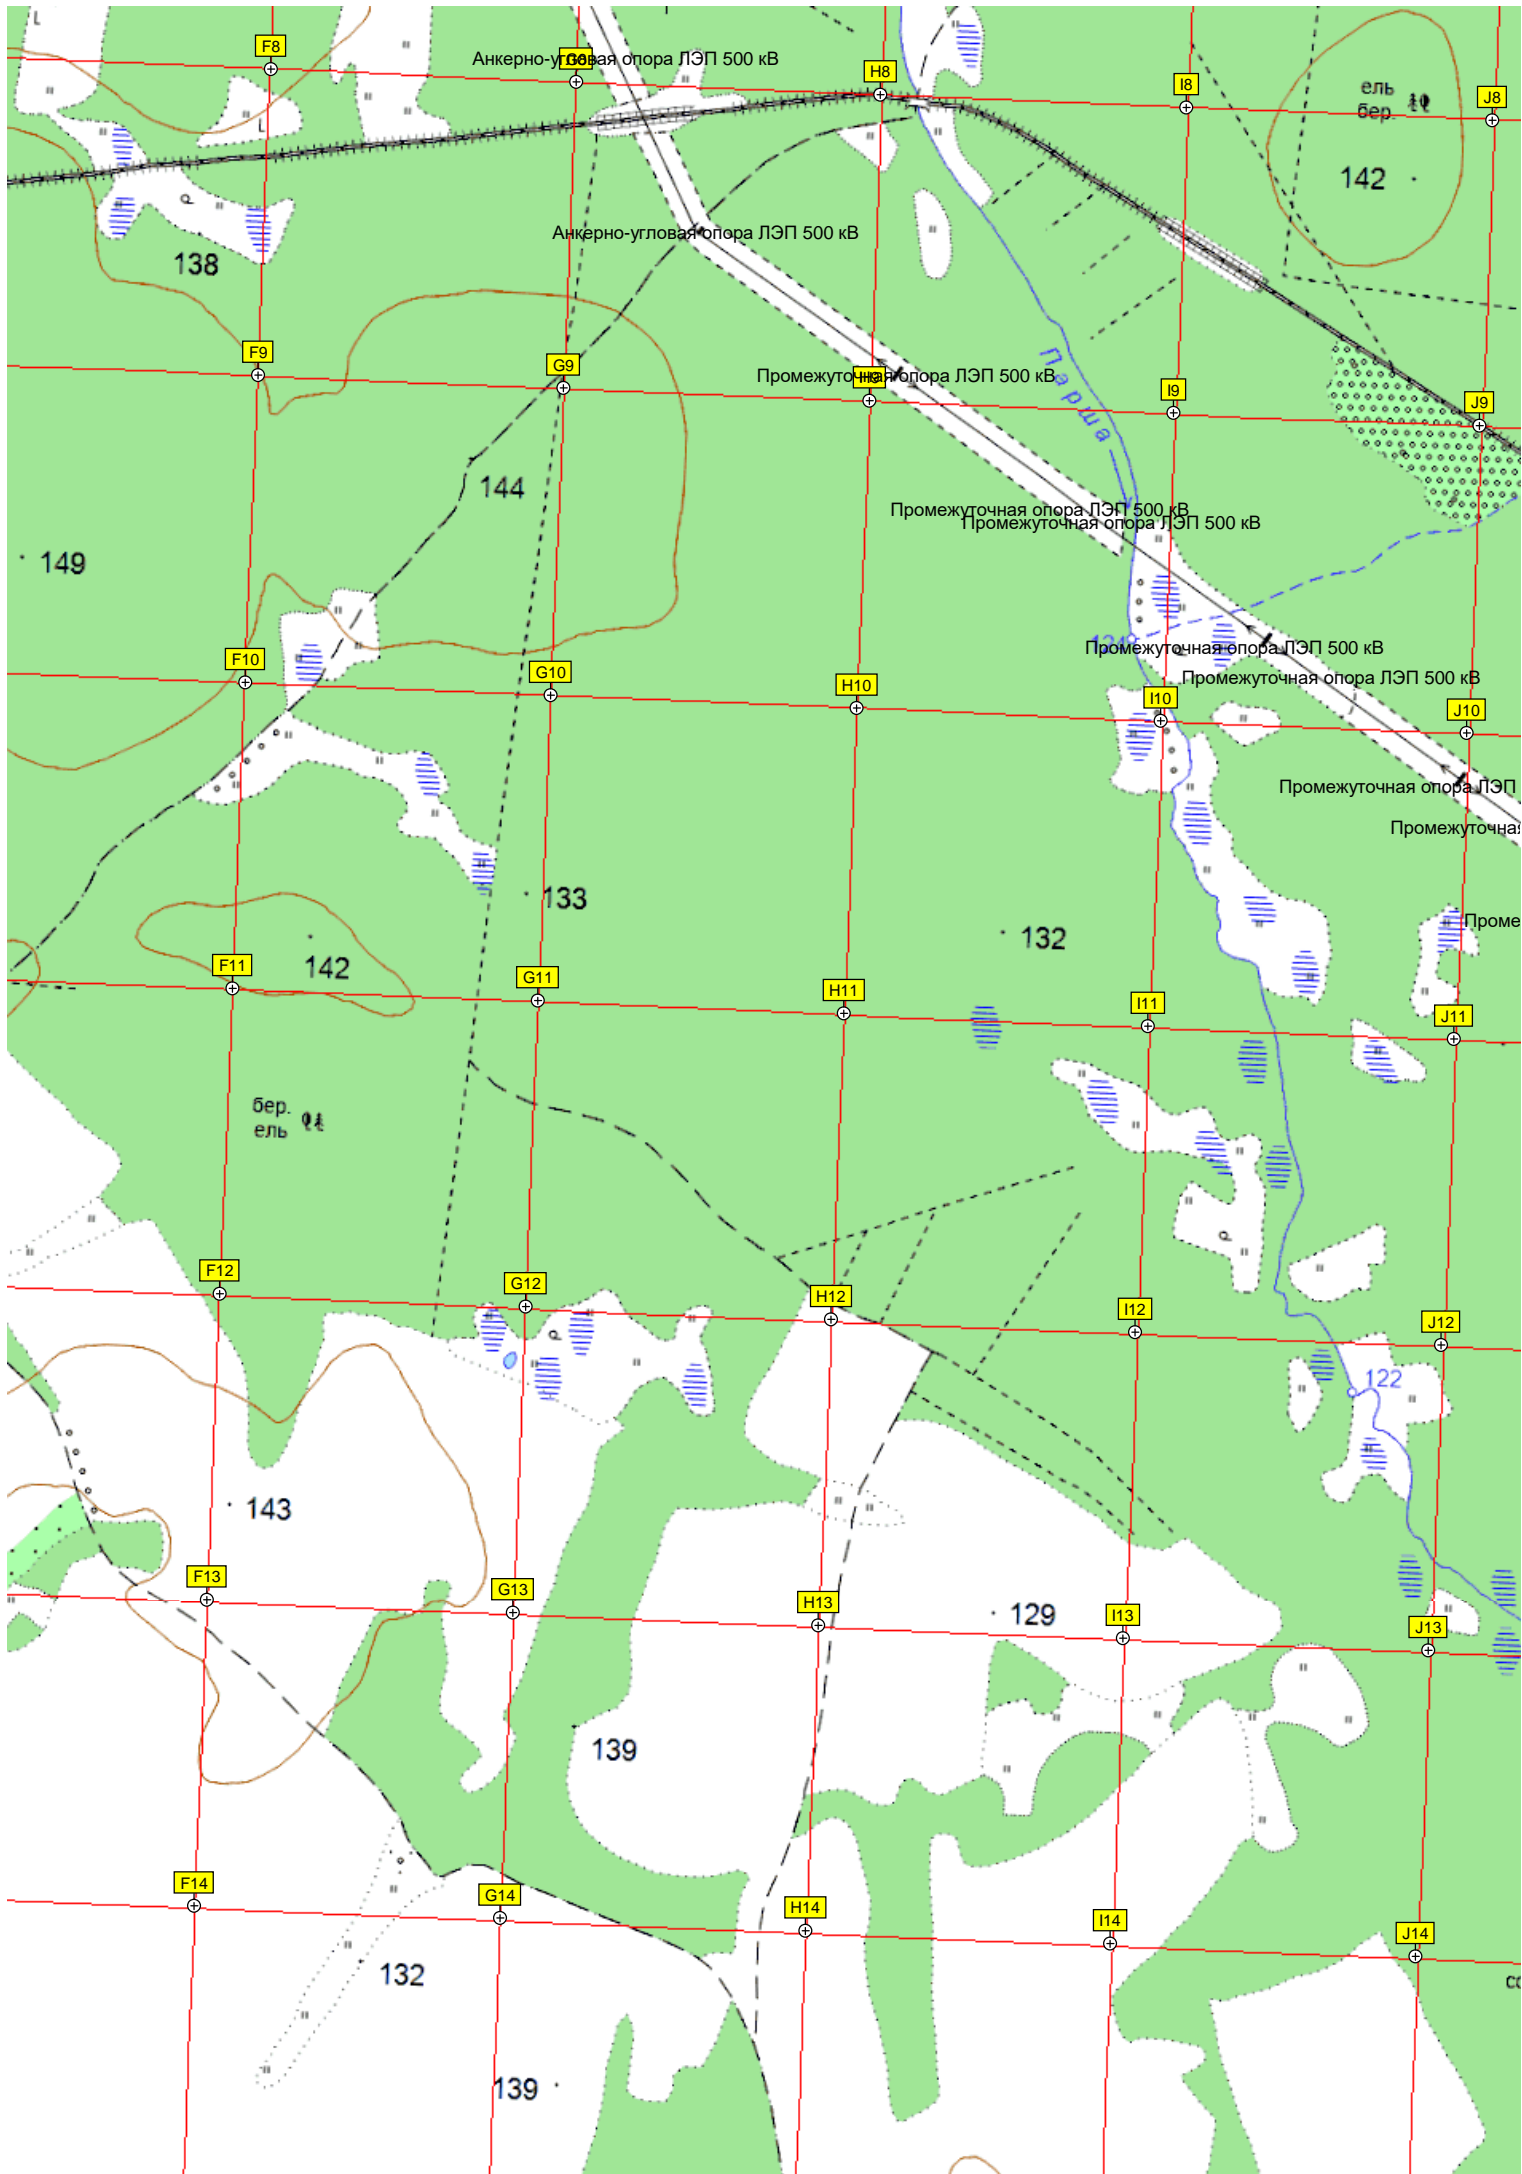 F8
Анкерно-угловая опора ЛЭП 500 кВ
H8
I8
J8
ель
бер.
142
138
Анкерно-угловая опора ЛЭП 500 кВ
F9
G9
Промежуточная опора ЛЭП 500 кВ
I9
J9
Парша
144
149
Промежуточная опора ЛЭП 500 кВ
Промежуточная опора ЛЭП 500 кВ
F10
G10
H10
Промежуточная опора ЛЭП 500 кВ
Промежуточная опора ЛЭП 500 кВ
I10
J10
Промежуточная опора ЛЭП
Промежуточная
133
132
Проме
142
F11
G11
H11
I11
J11
бер.
ель
F12
G12
H12
I12
J12
122
143
F13
G13
H13
129
I13
J13
139
F14
G14
H14
I14
J14
132
139